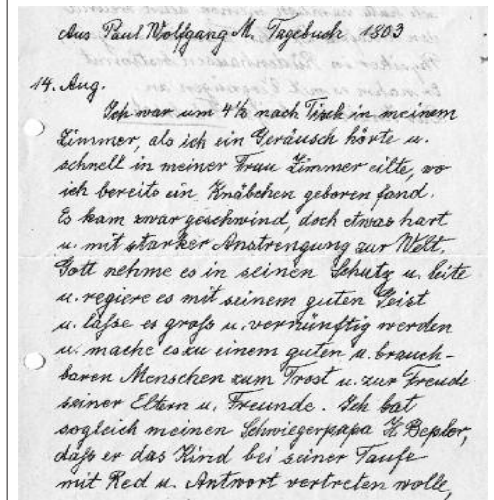 Aus Paul Wolfgang M. Tagebuch 1803
14. Aug.
Ich war um 4½ nach Tisch in meinem
Zimmer, als ich ein Geräusch hörte u.
schnell in meiner Frau Zimmer eilte, wo
ich bereits ein Knäbchen geboren fand.
Es kam zwar geschwind, doch etwas hart
u. mit starker Anstrengung zur Welt.
Gott nehme es in seinen Schutz u. leite
u. regiere es mit seinem guten Geist
u. laſse es groſs u. vernünftig werden
u. mache es zu einem guten u. brauch-
baren Menschen zum Trost u. zur Freude
seiner Eltern u. Freunde. Ich bat
sogleich meinen Schwiegerpapa H. Bepler,
daſs er das Kind bei seiner Taufe
mit Red u. Antwort vertreten wolle,